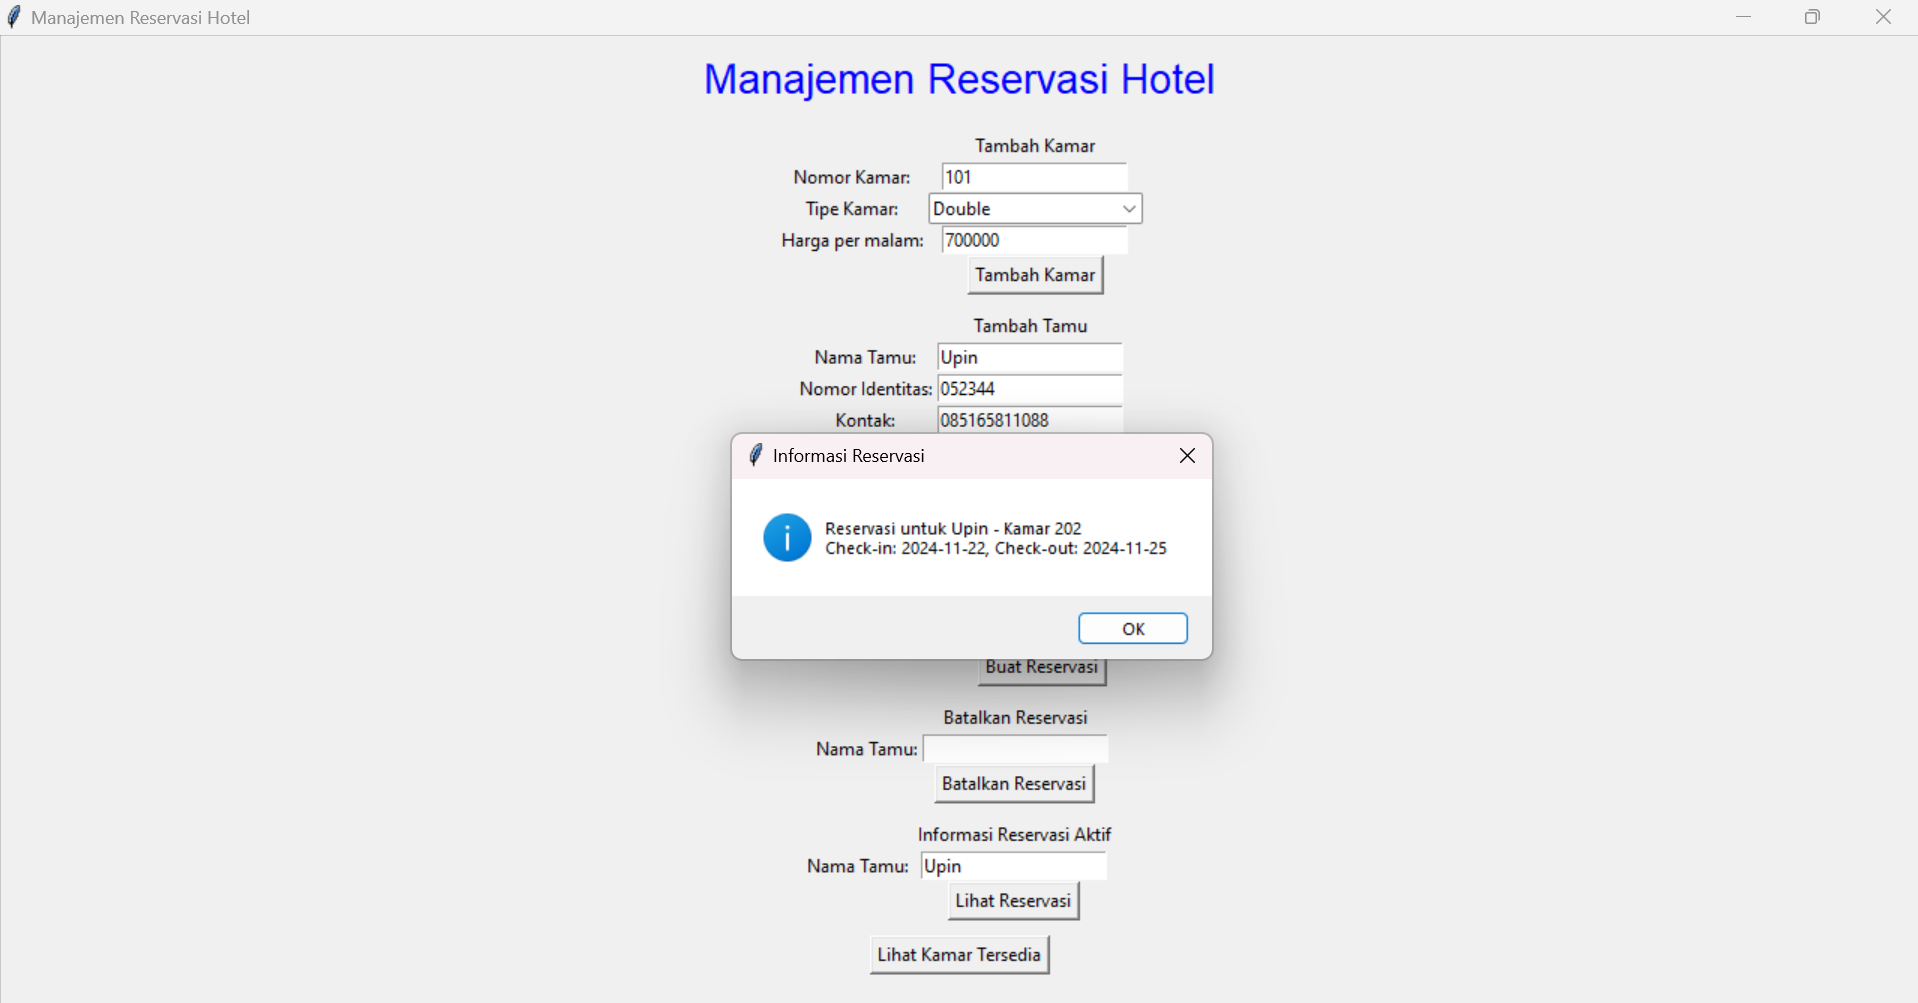 Manajemen Reservasi Hotel
Manajemen Reservasi Hotel
Tambah Kamar
Nomor Kamar: 101
Tipe Kamar: Double
Harga per malam: 700000
Tambah Kamar
Tambah Tamu
Nama Tamu: Upin
Nomor Identitas: 052344
Kontak: 085165811088
Informasi Reservasi
Reservasi untuk Upin - Kamar 202
Check-in: 2024-11-22, Check-out: 2024-11-25
OK
Buat Reservasi
Batalkan Reservasi
Nama Tamu:
Batalkan Reservasi
Informasi Reservasi Aktif
Nama Tamu: Upin
Lihat Reservasi
Lihat Kamar Tersedia